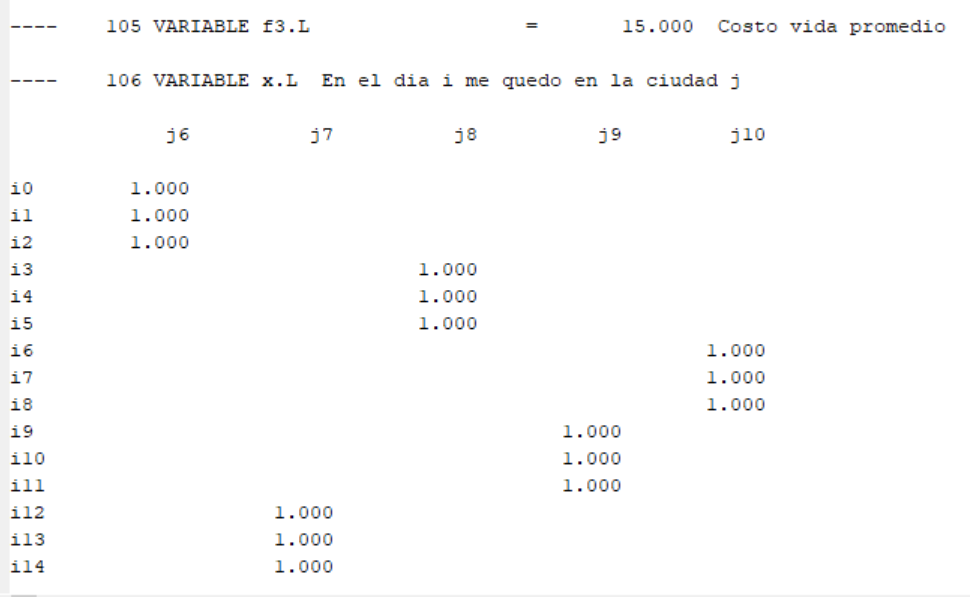 ---- 105 VARIABLE f3.L = 15.000 Costo vida promedio
---- 106 VARIABLE x.L En el dia i me quedo en la ciudad j
j6 j7 j8 j9 j10
i0 1.000
i1 1.000
i2 1.000
i3 1.000
i4 1.000
i5 1.000
i6 1.000
i7 1.000
i8 1.000
i9 1.000
i10 1.000
i11 1.000
i12 1.000
i13 1.000
i14 1.000